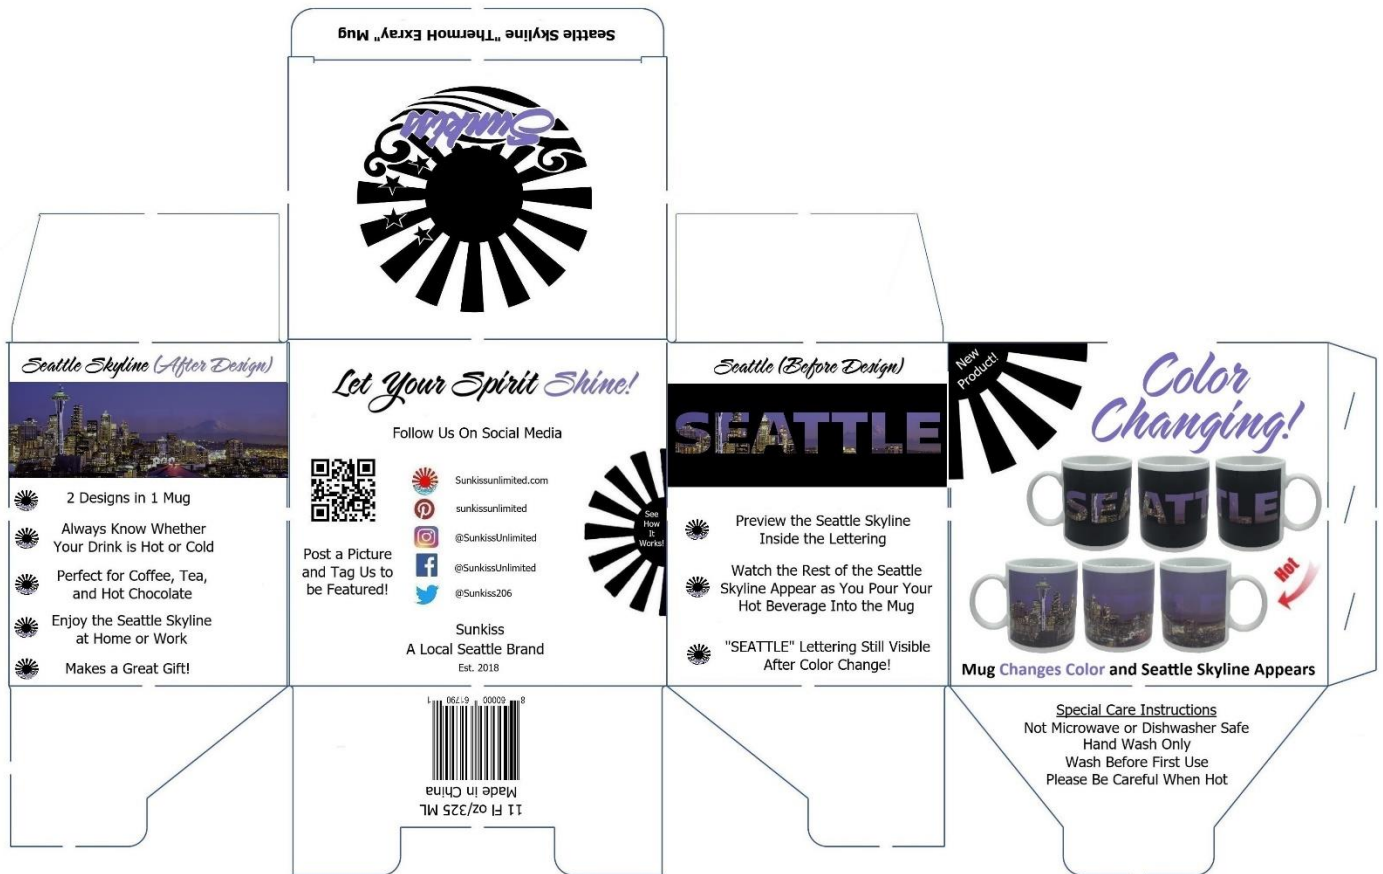 Seattle Skyline "ThermoH Exray" Mug
Sunkiss
Seattle Skyline (After Design)
2 Designs in 1 Mug
Always Know Whether
Your Drink is Hot or Cold
Perfect for Coffee, Tea,
and Hot Chocolate
Enjoy the Seattle Skyline
at Home or Work
Makes a Great Gift!
Let Your Spirit Shine!
Follow Us On Social Media
Sunkissunlimited.com
sunkissunlimited
@SunkissUnlimited
@SunkissUnlimited
@Sunkiss206
Post a Picture
and Tag Us to
be Featured!
See
How
It
Works!
Sunkiss
A Local Seattle Brand
Est. 2018
8 60000 61790 1
Made in China
11 Fl oz/325 ML
Seattle (Before Design)
SEATTLE
Preview the Seattle Skyline
Inside the Lettering
Watch the Rest of the Seattle
Skyline Appear as You Pour Your
Hot Beverage Into the Mug
"SEATTLE" Lettering Still Visible
After Color Change!
New
Product!
Color
Changing!
SEA ATT TLE
Hot
Mug Changes Color and Seattle Skyline Appears
Special Care Instructions
Not Microwave or Dishwasher Safe
Hand Wash Only
Wash Before First Use
Please Be Careful When Hot